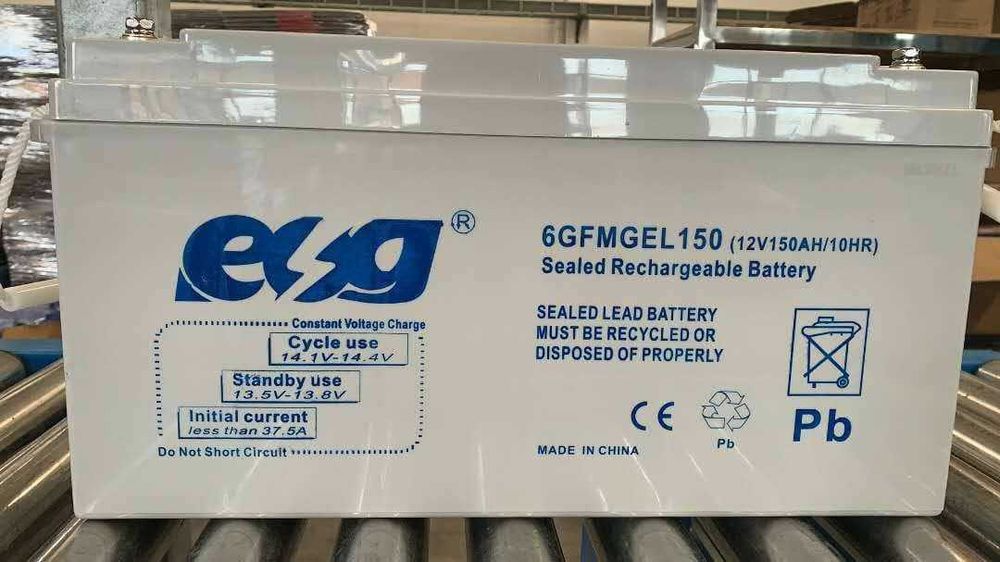 esg®
6GFMGEL150 (12V150AH/10HR)
Sealed Rechargeable Battery
SEALED LEAD BATTERY
MUST BE RECYCLED OR
DISPOSED OF PROPERLY
Constant Voltage Charge
Cycle use
14.1V-14.4V
Standby use
13.5V-13.8V
Initial current
less than 37.5A
Do Not Short Circuit
CE
Pb
Pb
MADE IN CHINA